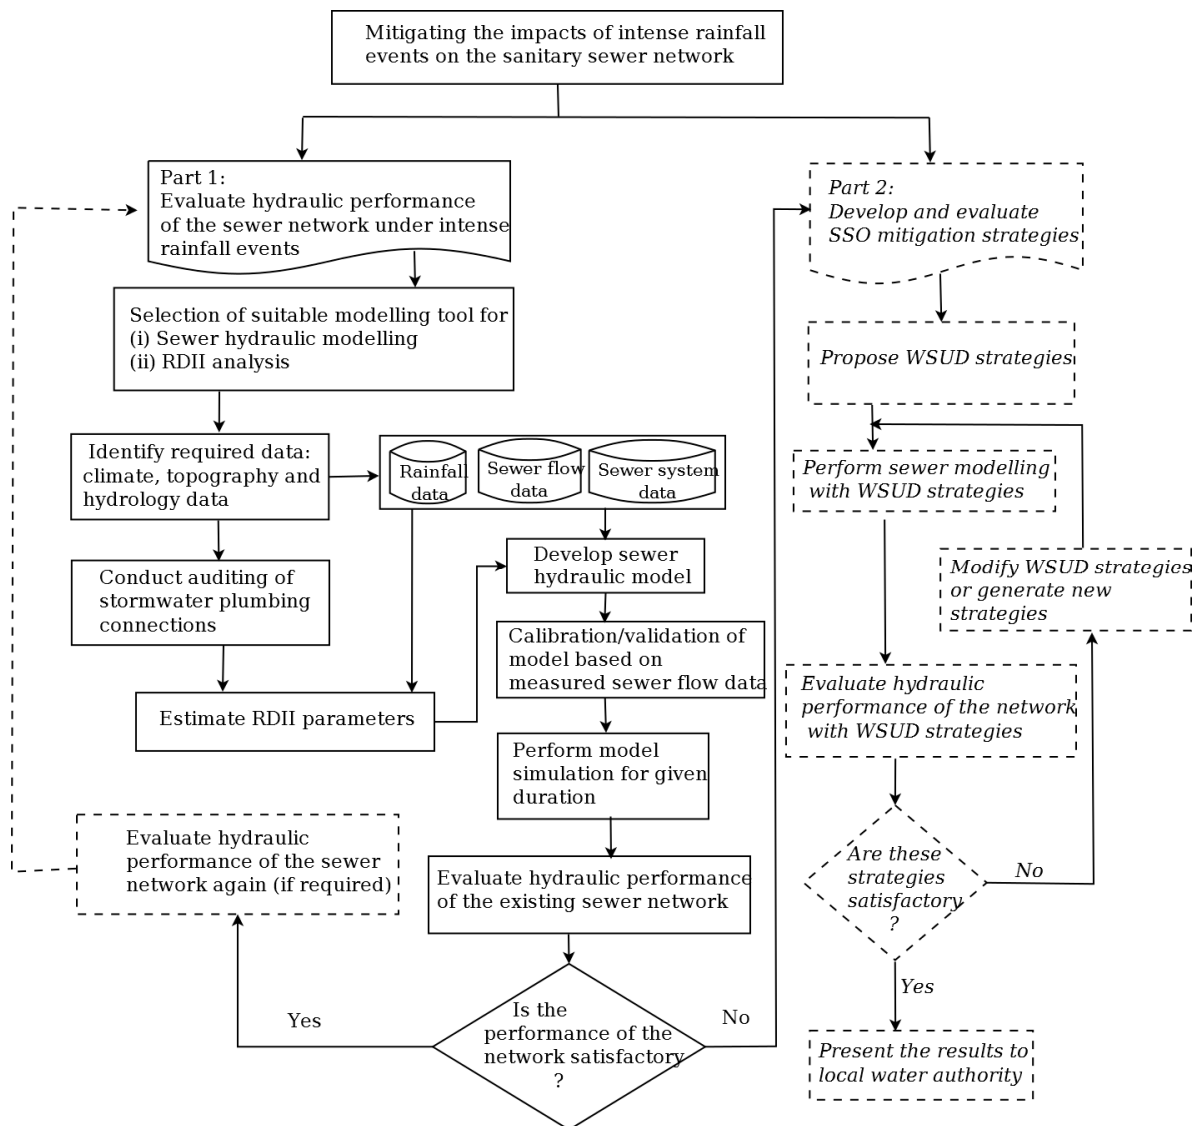 Mitigating the impacts of intense rainfall
events on the sanitary sewer network
Part 1:
Evaluate hydraulic performance
of the sewer network under intense
rainfall events
Selection of suitable modelling tool for
(i) Sewer hydraulic modelling
(ii) RDII analysis
Identify required data:
climate, topography and
hydrology data
Rainfall
data
Sewer flow
data
Sewer system
data
Conduct auditing of
stormwater plumbing
connections
Estimate RDII parameters
Develop sewer
hydraulic model
Calibration/validation of
model based on
measured sewer flow data
Perform model
simulation for given
duration
Evaluate hydraulic performance
of the existing sewer network
Is the
performance of the
network satisfactory
?
Yes
No
Evaluate hydraulic
performance of the sewer
network again (if required)
Part 2:
Develop and evaluate
SSO mitigation strategies
Propose WSUD strategies
Perform sewer modelling
with WSUD strategies
Modify WSUD strategies
or generate new
strategies
Evaluate hydraulic
performance of the network
with WSUD strategies
Are these
strategies
satisfactory
?
No
Yes
Present the results to
local water authority